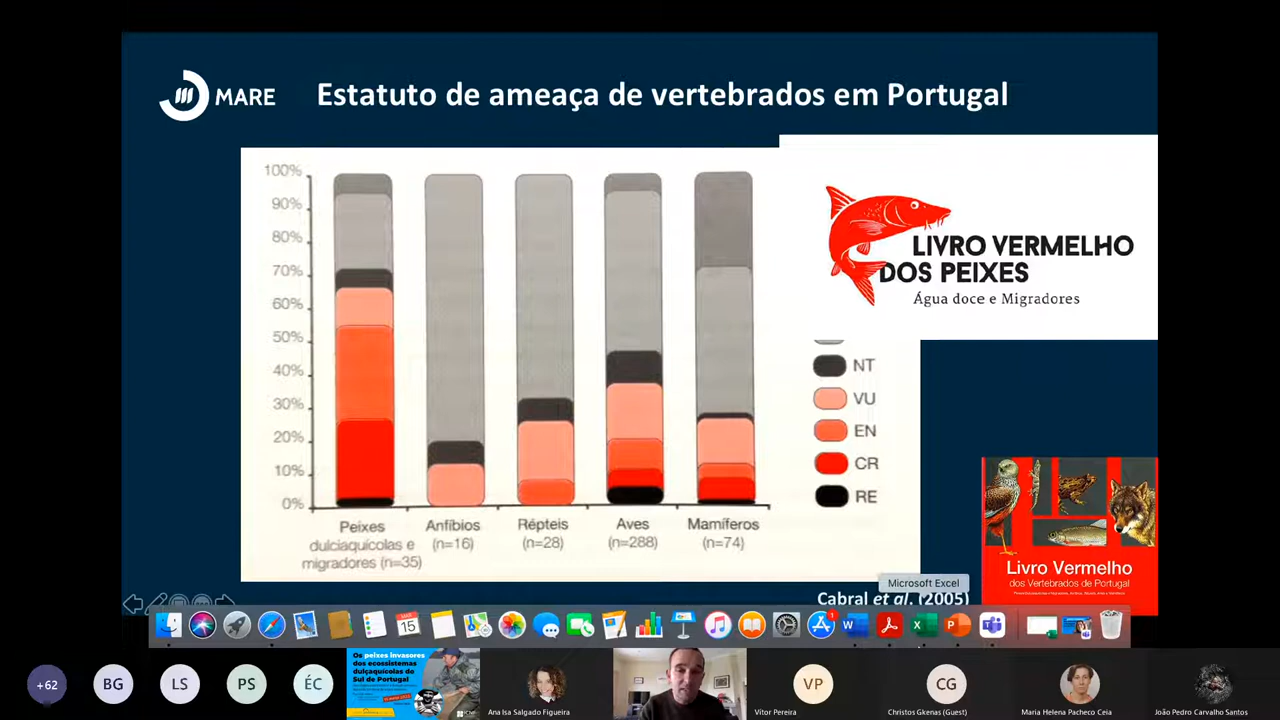 MARE
Estatuto de ameaça de vertebrados em Portugal
100%
90%
80%
70%
60%
50%
40%
30%
20%
10%
0%
Peixes
dulciaquícolas e
migradores (n=35)
Anfíbios
(n=16)
Répteis
(n=28)
Aves
(n=288)
Mamíferos
(n=74)
LIVRO VERMELHO
DOS PEIXES
Água doce e Migradores
NT
VU
EN
CR
RE
Livro Vermelho
dos Vertebrados de Portugal
Microsoft Excel
Cabral et al. (2005)
MAR
15
1
W
X
P
+62
BG
LS
PS
ÉC
Os peixes invasores
dos ecossistemas
dulçaquícolas de
Sul de Portugal
Ana Isa Salgado Figueira
VP
Vítor Pereira
CG
Christos Gkenas (Guest)
Maria Helena Pacheco Ceia
João Pedro Carvalho Santos